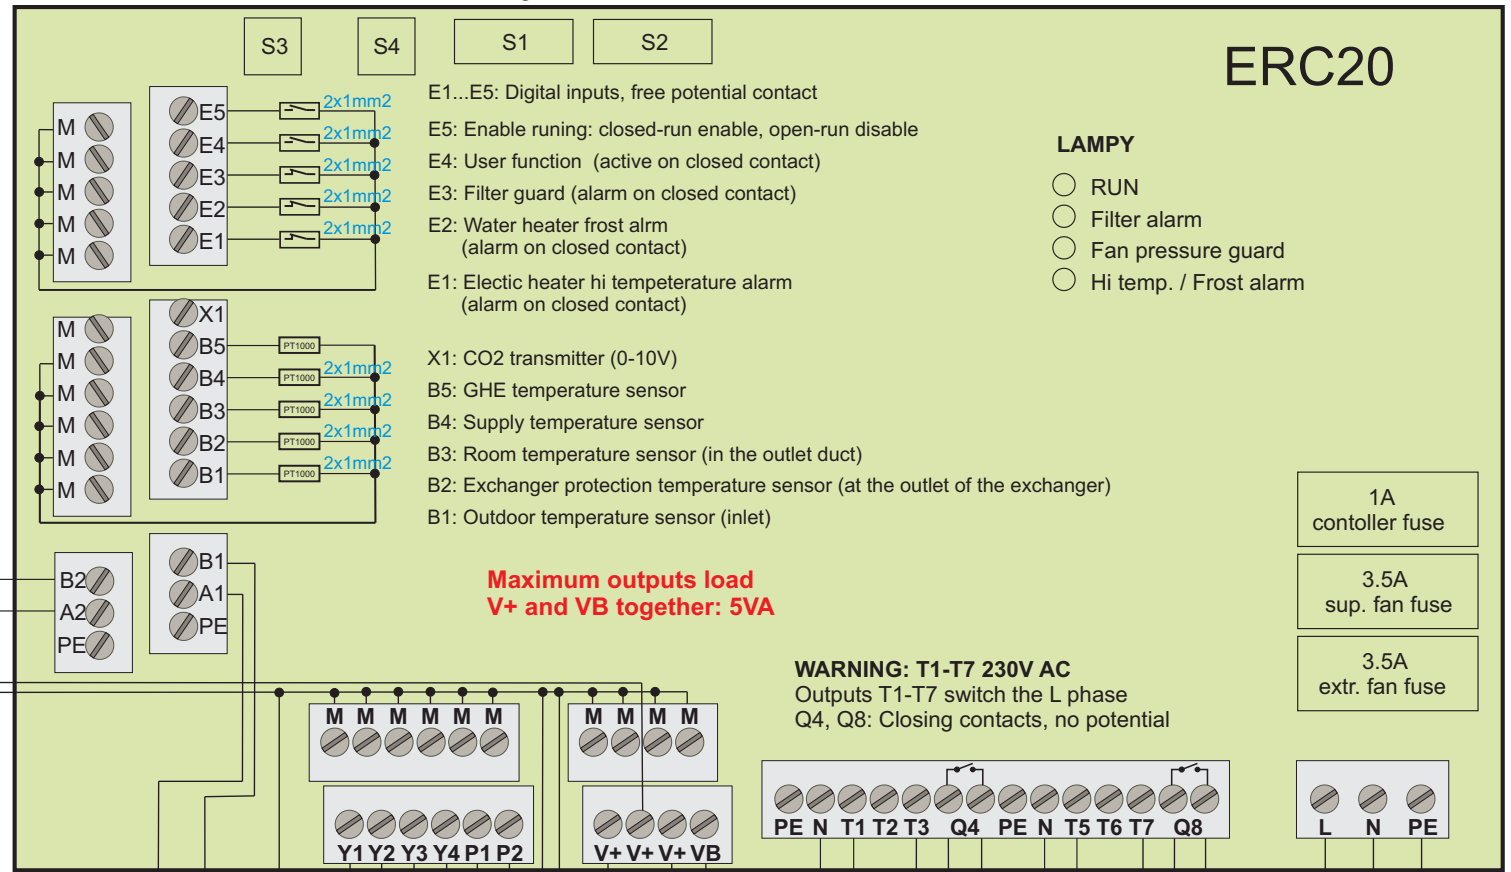 S3
S4
S1
S2
ERC20
E1...E5: Digital inputs, free potential contact
E5: Enable runing: closed-run enable, open-run disable
E4: User function (active on closed contact)
E3: Filter guard (alarm on closed contact)
E2: Water heater frost alrm
(alarm on closed contact)
E1: Electic heater hi tempeterature alarm
(alarm on closed contact)
M
M
M
M
M
E5
E4
E3
E2
E1
2x1mm2
2x1mm2
2x1mm2
2x1mm2
2x1mm2
LAMPY
RUN
Filter alarm
Fan pressure guard
Hi temp. / Frost alarm
M
M
M
M
M
M
X1
B5
B4
B3
B2
B1
PT1000
PT1000
PT1000
PT1000
PT1000
2x1mm2
2x1mm2
2x1mm2
2x1mm2
X1: CO2 transmitter (0-10V)
B5: GHE temperature sensor
B4: Supply temperature sensor
B3: Room temperature sensor (in the outlet duct)
B2: Exchanger protection temperature sensor (at the outlet of the exchanger)
B1: Outdoor temperature sensor (inlet)
1A
contoller fuse
3.5A
sup. fan fuse
3.5A
extr. fan fuse
B2
A2
PE
B1
A1
PE
Maximum outputs load
V+ and VB together: 5VA
WARNING: T1-T7 230V AC
Outputs T1-T7 switch the L phase
Q4, Q8: Closing contacts, no potential
M M M M M M
M M M M
Y1 Y2 Y3 Y4 P1 P2
V+ V+ V+ VB
PE N T1 T2 T3 Q4 PE N T5 T6 T7 Q8
L N PE